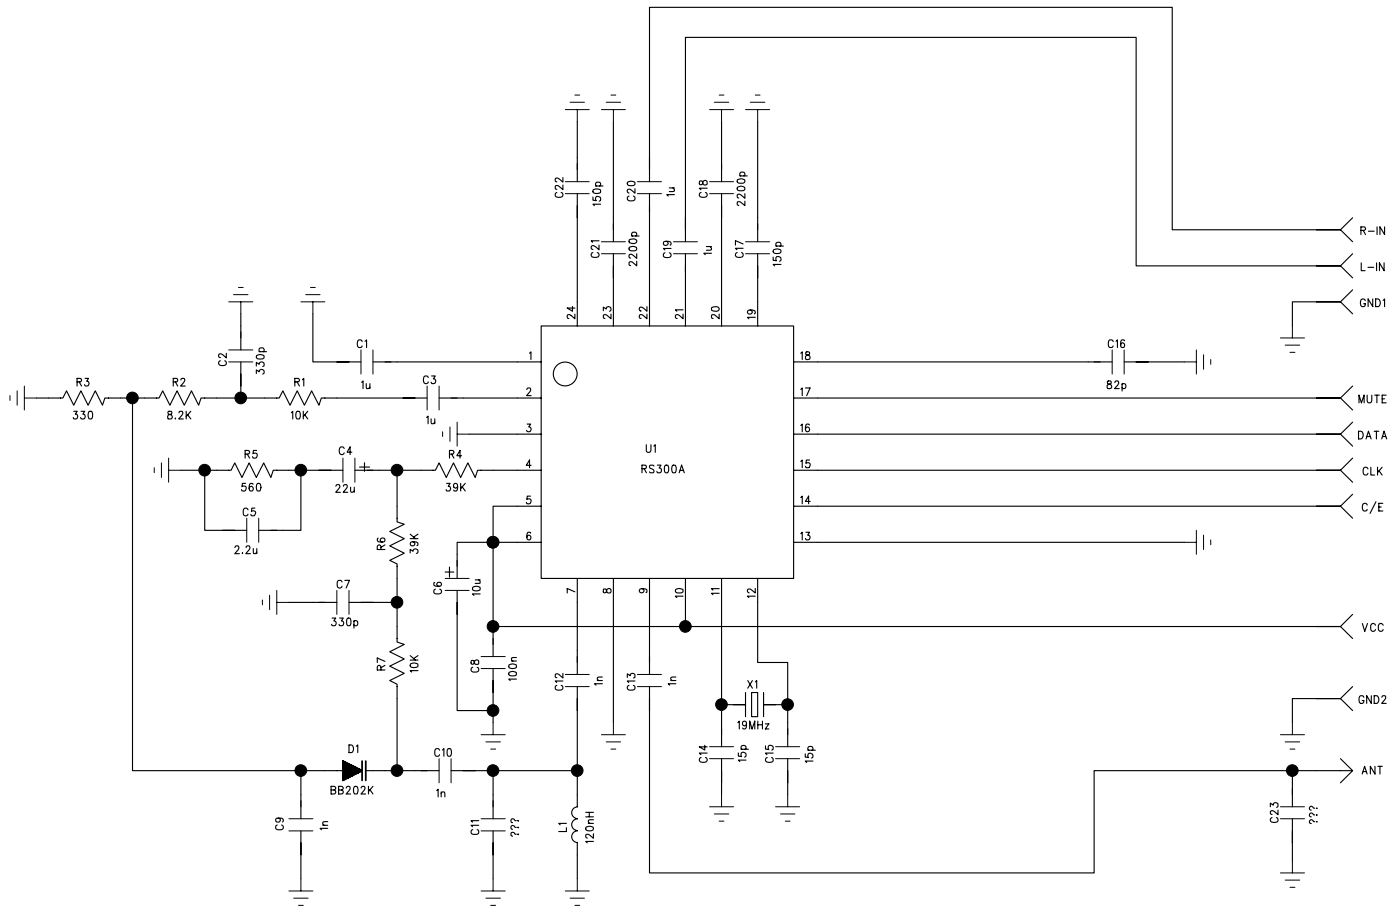 C22
150p
C21
2200p
C20
1u
C19
1u
C18
2200p
C17
150p
R-IN
L-IN
GND1
24
23
22
21
20
19
C2
330p
C1
1u
1
18
C16
82p
R3
330
R2
8.2K
R1
10K
C3
1u
2
17
MUTE
3
16
DATA
U1
RS300A
R5
560
C4
22u
+
R4
39K
4
15
CLK
C5
2.2u
5
14
C/E
R6
39K
6
13
C6
+
10u
C7
330p
7
8
9
10
11
12
VCC
R7
10K
C8
100n
C12
1n
C13
1n
X1
19MHz
GND2
C14
15p
C15
15p
D1
BB202K
C10
1n
ANT
C9
1n
C11
???
L1
120nH
C23
???